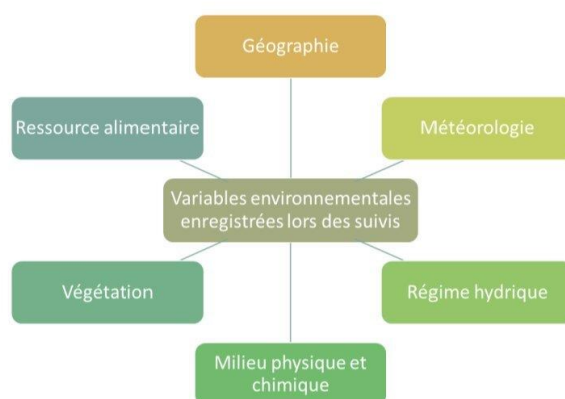 Géographie
Ressource alimentaire
Météorologie
Variables environnementales
enregistrées lors des suivis
Végétation
Régime hydrique
Milieu physique et
chimique